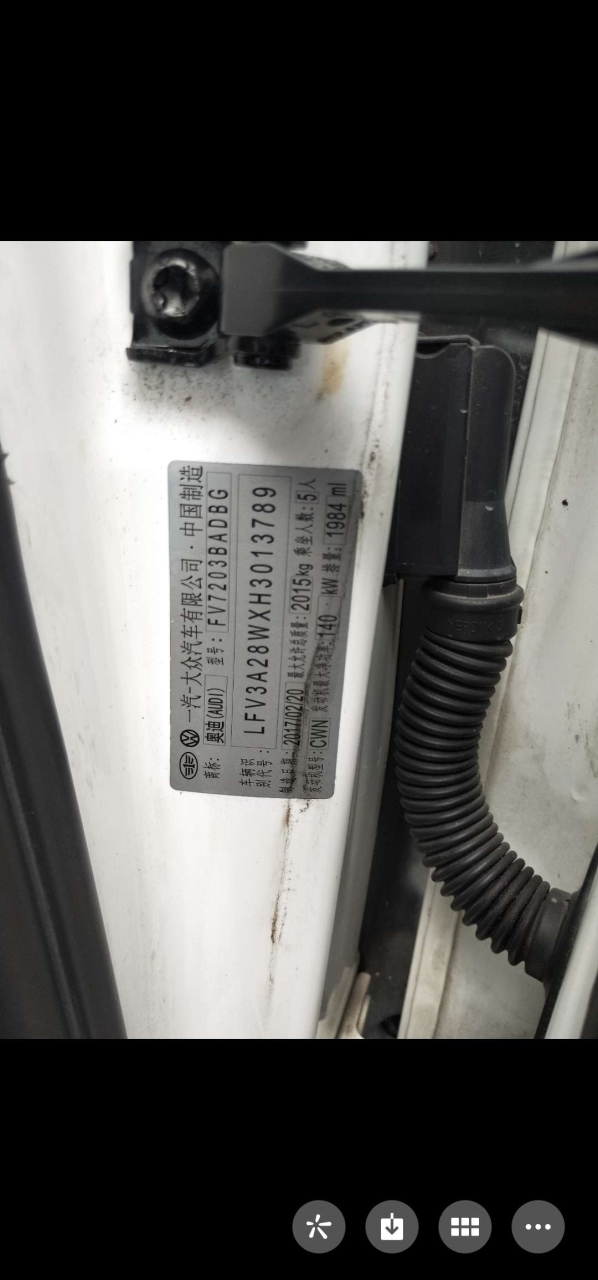 一汽-大众汽车有限公司·中国制造
商标: 奥迪(AUDI) 型号: FV7203BADBG
车辆识别代号: LFV3A28WXH3013789
制造日期: 2017/02/20 最大允许总质量: 2015kg 乘坐人数: 5人
发动机型号: CWN 发动机最大净功率: 140 kW 排量: 1984 ml